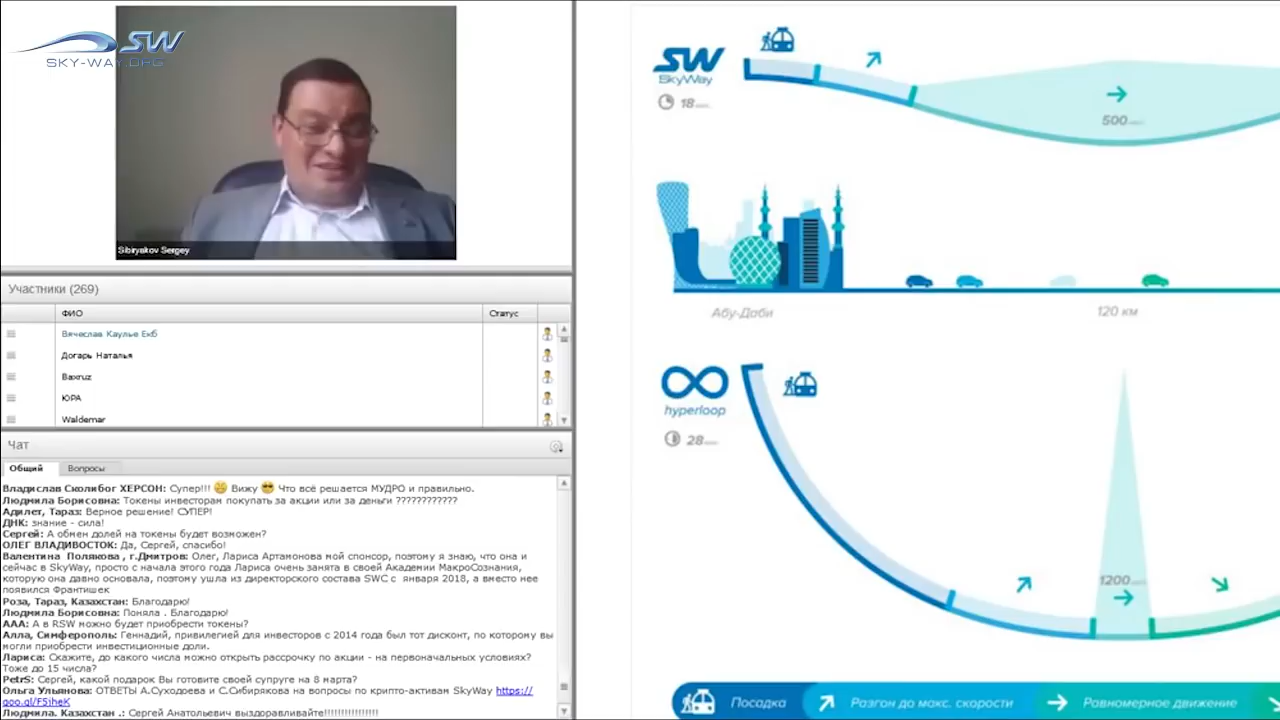 SW
SKY-WAY.ORG
Sibiryakov Sergey
Участники (269)
ФИО
Статус
Вячеслав Каулье Екб
Догарь Наталья
Baxruz
ЮРА
Waldemar
Чат
Общий
Вопросы
Владислав Сколибог ХЕРСОН: Супер!!! Вижу Что всё решается МУДРО и правильно.
Людмила Борисовна: Токены инвесторам покупать за акции или за деньги ????????????
Адилет, Тараз: Верное решение! СУПЕР!
ДНК: знание - сила!
Сергей: А обмен долей на токены будет возможен?
ОЛЕГ ВЛАДИВОСТОК: Да, Сергей, спасибо!
Валентина Полякова , г.Дмитров: Олег, Лариса Артамонова мой спонсор, поэтому я знаю, что она и
сейчас в SkyWay, просто с начала этого года Лариса очень занята в своей Академии МакроСознания,
которую она давно основала, поэтому ушла из директорского состава SWC с января 2018, а вместо нее
появился Франтишек
Роза, Тараз, Казахстан: Благодарю!
Людмила Борисовна: Поняла . Благодарю!
ААА: А в RSW можно будет приобрести токены?
Алла, Симферополь: Геннадий, привилегией для инвесторов с 2014 года был тот дисконт, по которому вы
могли приобрести инвестиционные доли.
Лариса: Скажите, до какого числа можно открыть рассрочку по акции - на первоначальных условиях?
Тоже до 15 числа?
PetrS: Сергей, какой подарок Вы готовите своей супруге на 8 марта?
Ольга Ульянова: ОТВЕТЫ А.Суходоева и С.Сибирякова на вопросы по крипто-активам SkyWay https://
goo.gl/F5jheK
Людмила. Казахстан .: Сергей Анатольевич выздоравливайте!!!!!!!!!!!!!!!!
SW
SkyWay
18
500
Абу-Даби
120 км
hyperloop
28
1200
Посадка
Разгон до макс. скорости
Равномерное движение